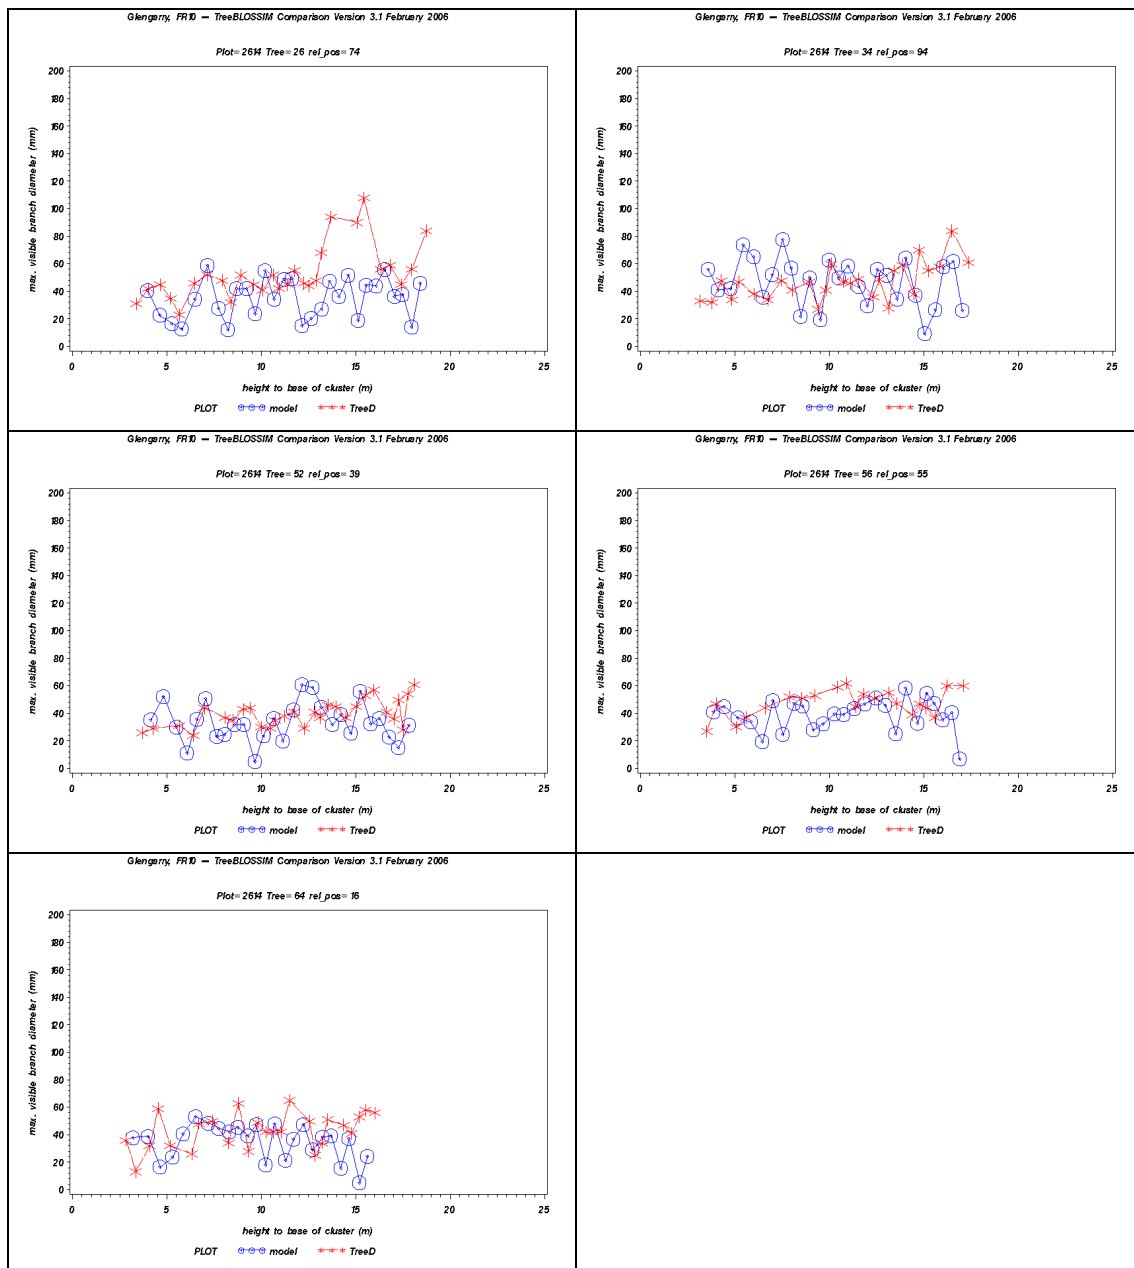 Glengarry, FR10 — TreeBLOSSIM Comparison Version 3.1 February 2006
Plot=2614 Tree=26 rel_pos=74
max. visible branch diameter (mm)
200
180
160
140
120
100
80
60
40
20
0
0 5 10 15 20 25
height to base of cluster (m)
PLOT model TreeD
Glengarry, FR10 — TreeBLOSSIM Comparison Version 3.1 February 2006
Plot=2614 Tree=34 rel_pos=94
max. visible branch diameter (mm)
200
180
160
140
120
100
80
60
40
20
0
0 5 10 15 20 25
height to base of cluster (m)
PLOT model TreeD
Glengarry, FR10 — TreeBLOSSIM Comparison Version 3.1 February 2006
Plot=2614 Tree=52 rel_pos=39
max. visible branch diameter (mm)
200
180
160
140
120
100
80
60
40
20
0
0 5 10 15 20 25
height to base of cluster (m)
PLOT model TreeD
Glengarry, FR10 — TreeBLOSSIM Comparison Version 3.1 February 2006
Plot=2614 Tree=56 rel_pos=55
max. visible branch diameter (mm)
200
180
160
140
120
100
80
60
40
20
0
0 5 10 15 20 25
height to base of cluster (m)
PLOT model TreeD
Glengarry, FR10 — TreeBLOSSIM Comparison Version 3.1 February 2006
Plot=2614 Tree=64 rel_pos=16
max. visible branch diameter (mm)
200
180
160
140
120
100
80
60
40
20
0
0 5 10 15 20 25
height to base of cluster (m)
PLOT model TreeD